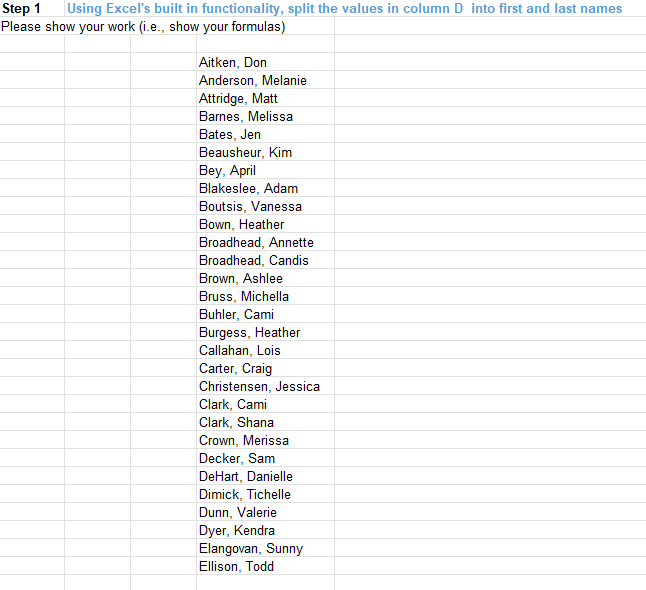 Step 1 Using Excel's built in functionality, split the values in column D into first and last names
Please show your work (i.e., show your formulas)
Aitken, Don
Anderson, Melanie
Attridge, Matt
Barnes, Melissa
Bates, Jen
Beausheur, Kim
Bey, April
Blakeslee, Adam
Boutsis, Vanessa
Bown, Heather
Broadhead, Annette
Broadhead, Candis
Brown, Ashlee
Bruss, Michella
Buhler, Cami
Burgess, Heather
Callahan, Lois
Carter, Craig
Christensen, Jessica
Clark, Cami
Clark, Shana
Crown, Merissa
Decker, Sam
DeHart, Danielle
Dimick, Tichelle
Dunn, Valerie
Dyer, Kendra
Elangovan, Sunny
Ellison, Todd